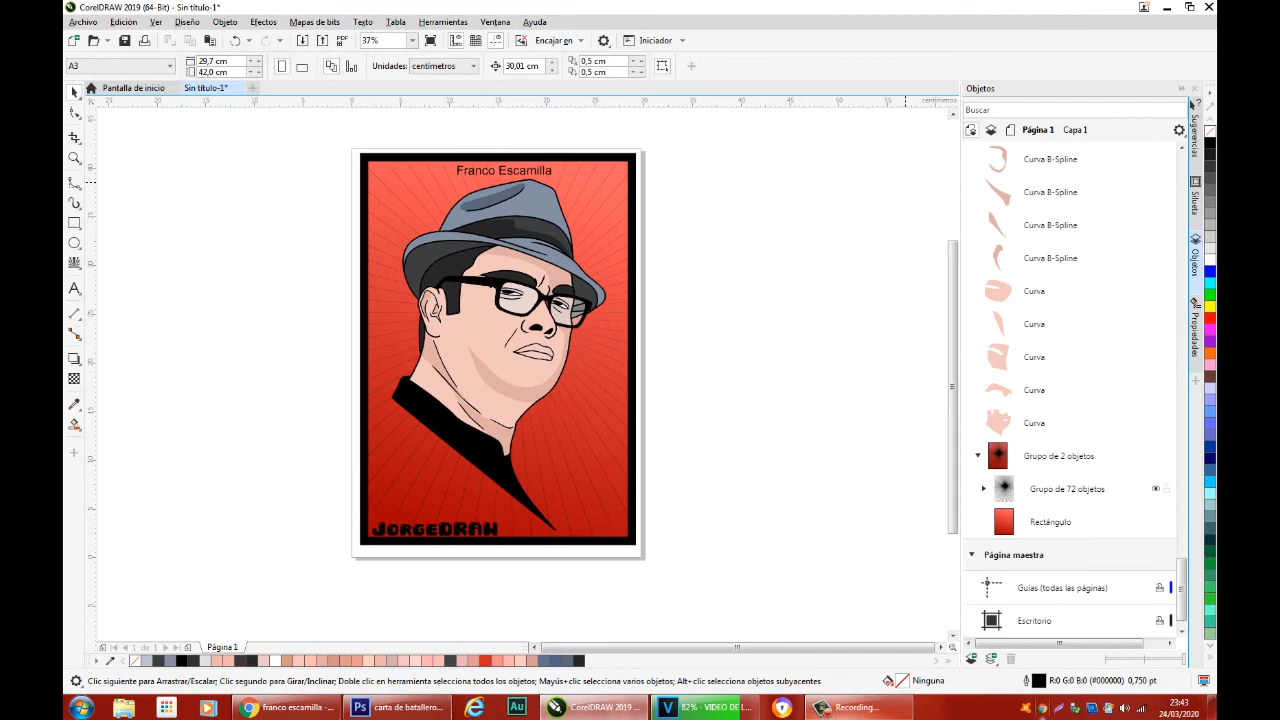 CorelDRAW 2019 (64-Bit) - Sin título-1*
Archivo Edición Ver Diseño Objeto Efectos Mapas de bits Texto Tabla Herramientas Ventana Ayuda
PDF 37% Encajar en Iniciador
A3 29,7 cm 42,0 cm Unidades: centímetros 30,01 cm 0,5 cm 0,5 cm
Pantalla de inicio Sin título-1*
centímetros
Franco Escamilla
JorgeDRAW
Objetos
Buscar
Página 1 Capa 1
Curva B-Spline
Curva B-Spline
Curva B-Spline
Curva B-Spline
Curva
Curva
Curva
Curva
Curva
Grupo de 2 objetos
Grupo de 72 objetos
Rectángulo
Página maestra
Guías (todas las páginas)
Escritorio
Sugerencias
Silueta
Objetos
Propiedades
1 de 1 Página 1
Clic siguiente para Arrastrar/Escalar; Clic segundo para Girar/Inclinar; Doble clic en herramienta selecciona todos los objetos; Mayús+clic selecciona varios objetos; Alt+clic selecciona objetos subyacentes
Ninguna R:0 G:0 B:0 (#000000) 0,750 pt
franco escamilla -... Ps carta de batallero... Au CorelDRAW 2019 ... V 82% - VIDEO DE L... Recording...
23:43
24/03/2020